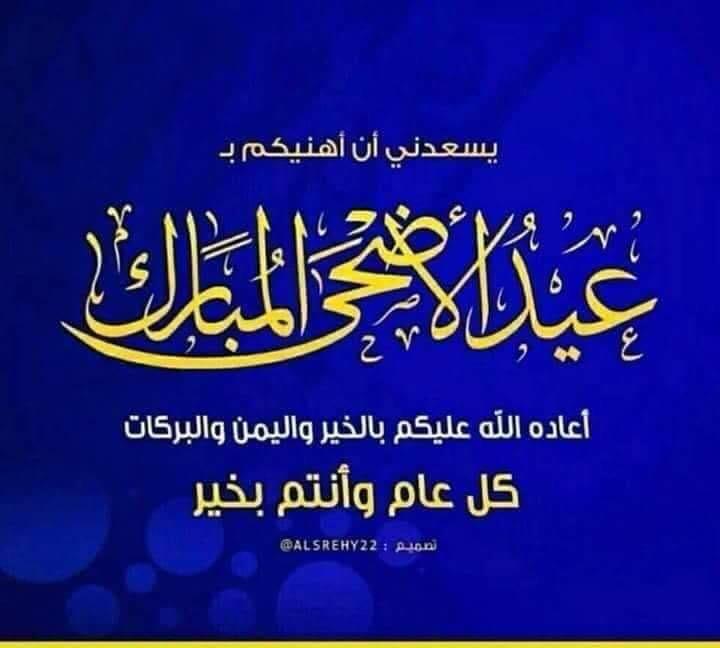 يسعدني أن أهنيكم بـ
عيد الأضحى المبارك
أعاده الله عليكم بالخير واليمن والبركات
كل عام وأنتم بخير
تصميم : @ALSREHY22